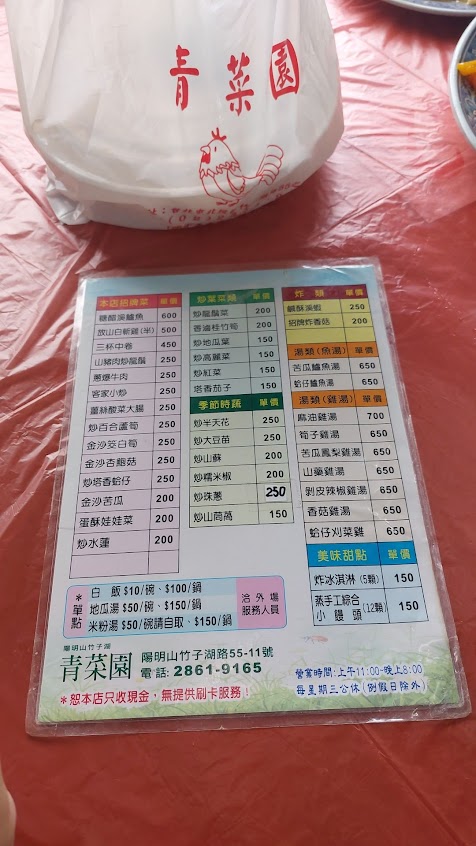 青菜園
本店招牌菜 單價
糖醋溪鱸魚 600
放山白斬雞(半) 500
三杯中卷 450
山豬肉炒龍鬚 250
蔥爆牛肉 250
客家小炒 250
薑絲酸菜大腸 250
炒百合蘆筍 250
金沙茭白筍 250
金沙杏鮑菇 250
炒塔香蛤仔 250
金沙苦瓜 200
蛋酥娃娃菜 200
炒水蓮 200
炒葉菜類 單價
炒龍鬚菜 200
香滷桂竹筍 200
炒地瓜葉 150
炒高麗菜 150
炒紅菜 150
塔香茄子 150
季節時蔬 單價
炒半天花 250
炒大豆苗 250
炒山蘇 200
炒糯米椒 200
炒珠蔥 250
炒山茼萵 150
炸類 單價
鹹酥溪蝦 200
招牌炸香菇 200
湯類(魚湯) 單價
苦瓜鱸魚湯 650
蛤仔鱸魚湯 650
湯類(雞湯) 單價
麻油雞湯 700
筍子雞湯 650
苦瓜鳳梨雞湯 650
山藥雞湯 650
剝皮辣椒雞湯 650
香菇雞湯 650
蛤仔刈菜雞 650
美味甜點 單價
炸冰淇淋(5顆) 150
蒸手工綜合小饅頭(12顆) 150
*單點
白 飯$10/碗、$100/鍋
地瓜湯$50/碗、$150/鍋
米粉湯$50/碗請自取、$150/鍋
洽外場
服務人員
陽明山竹子湖
青菜園 陽明山竹子湖路55-11號
電話:2861-9165
*恕本店只收現金,無提供刷卡服務!
營業時間:上午11:00-晚上8:00
每星期三公休(例假日除外)